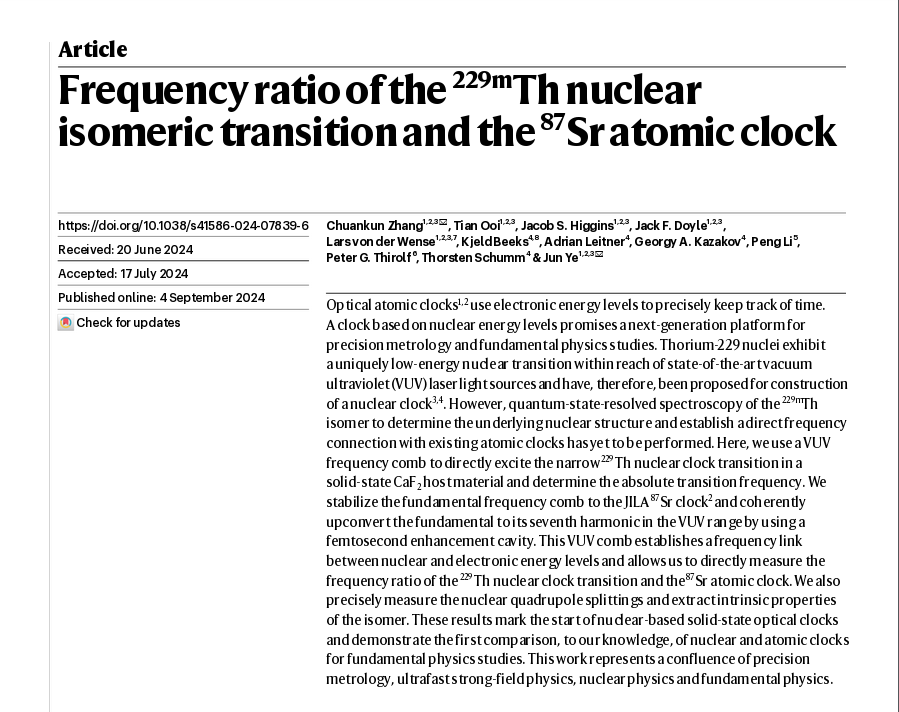 Article
Frequency ratio of the ²²⁹ᵐTh nuclear
isomeric transition and the ⁸⁷Sr atomic clock
https://doi.org/10.1038/s41586-024-07839-6
Received: 20 June 2024
Accepted: 17 July 2024
Published online: 4 September 2024
Check for updates
Chuankun Zhang¹,²,³✉, Tian Ooi¹,²,³, Jacob S. Higgins¹,²,³, Jack F. Doyle¹,²,³,
Lars von der Wense¹,²,³,⁷, Kjeld Beeks⁴,⁸, Adrian Leitner⁴, Georgy A. Kazakov⁴, Peng Li⁵,
Peter G. Thirolf⁶, Thorsten Schumm⁴ & Jun Ye¹,²,³✉
Optical atomic clocks¹,² use electronic energy levels to precisely keep track of time.
A clock based on nuclear energy levels promises a next-generation platform for
precision metrology and fundamental physics studies. Thorium-229 nuclei exhibit
a uniquely low-energy nuclear transition within reach of state-of-the-art vacuum
ultraviolet (VUV) laser light sources and have, therefore, been proposed for construction
of a nuclear clock³,⁴. However, quantum-state-resolved spectroscopy of the ²²⁹ᵐTh
isomer to determine the underlying nuclear structure and establish a direct frequency
connection with existing atomic clocks has yet to be performed. Here, we use a VUV
frequency comb to directly excite the narrow ²²⁹Th nuclear clock transition in a
solid-state CaF₂ host material and determine the absolute transition frequency. We
stabilize the fundamental frequency comb to the JILA ⁸⁷Sr clock² and coherently
upconvert the fundamental to its seventh harmonic in the VUV range by using a
femtosecond enhancement cavity. This VUV comb establishes a frequency link
between nuclear and electronic energy levels and allows us to directly measure the
frequency ratio of the ²²⁹Th nuclear clock transition and the ⁸⁷Sr atomic clock. We also
precisely measure the nuclear quadrupole splittings and extract intrinsic properties
of the isomer. These results mark the start of nuclear-based solid-state optical clocks
and demonstrate the first comparison, to our knowledge, of nuclear and atomic clocks
for fundamental physics studies. This work represents a confluence of precision
metrology, ultrafast strong-field physics, nuclear physics and fundamental physics.